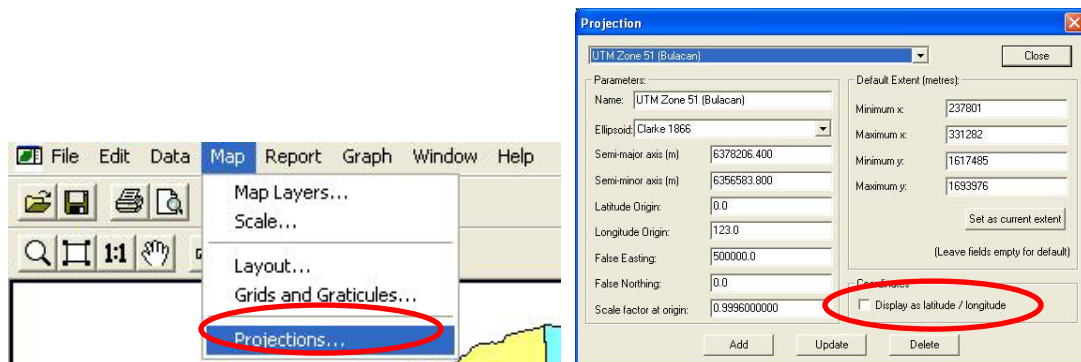 File Edit Data Map Report Graph Window Help
Map Layers...
Scale...
1:1
Layout...
Grids and Graticules...
Projections...
Projection
UTM Zone 51 (Bulacan)
Close
Parameters:
Name: UTM Zone 51 (Bulacan)
Ellipsoid: Clarke 1866
Semi-major axis (m) 6378206.400
Semi-minor axis (m) 6356583.800
Latitude Origin: 0.0
Longitude Origin: 123.0
False Easting: 500000.0
False Northing: 0.0
Scale factor at origin: 0.9996000000
Default Extent (metres):
Minimum x: 237801
Maximum x: 331282
Minimum y: 1617485
Maximum y: 1693976
Set as current extent
(Leave fields empty for default)
Coordinates
Display as latitude / longitude
Add Update Delete